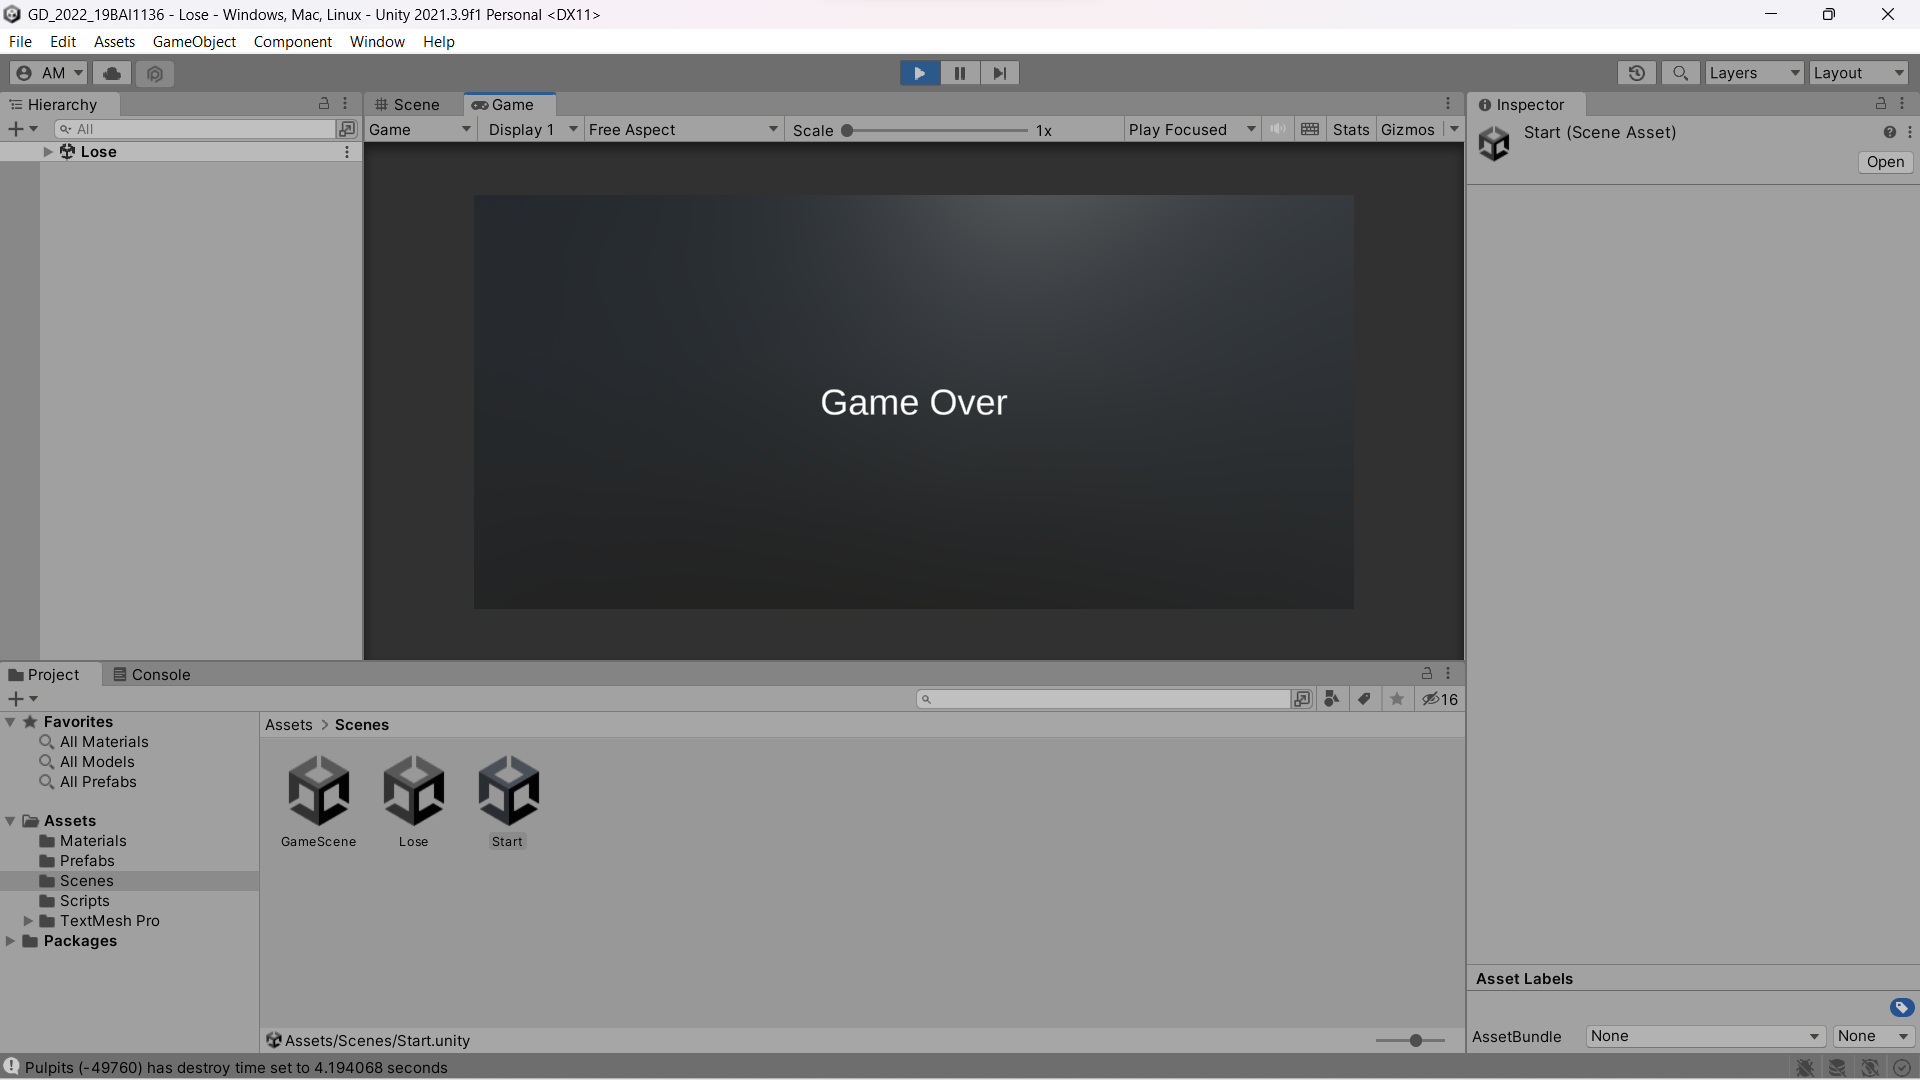 GD_2022_19BAI1136 - Lose - Windows, Mac, Linux - Unity 2021.3.9f1 Personal <DX11>
File Edit Assets GameObject Component Window Help
AM Layers Layout
Hierarchy Scene Game Inspector
All Game Display 1 Free Aspect Scale 1x Play Focused Stats Gizmos Start (Scene Asset)
Lose
Open
Game Over
Project Console
16
Favorites Assets > Scenes
All Materials
All Models
All Prefabs
Assets
Materials GameScene Lose Start
Prefabs
Scenes
Scripts
TextMesh Pro
Packages
Asset Labels
Assets/Scenes/Start.unity AssetBundle None None
Pulpits (-49760) has destroy time set to 4.194068 seconds